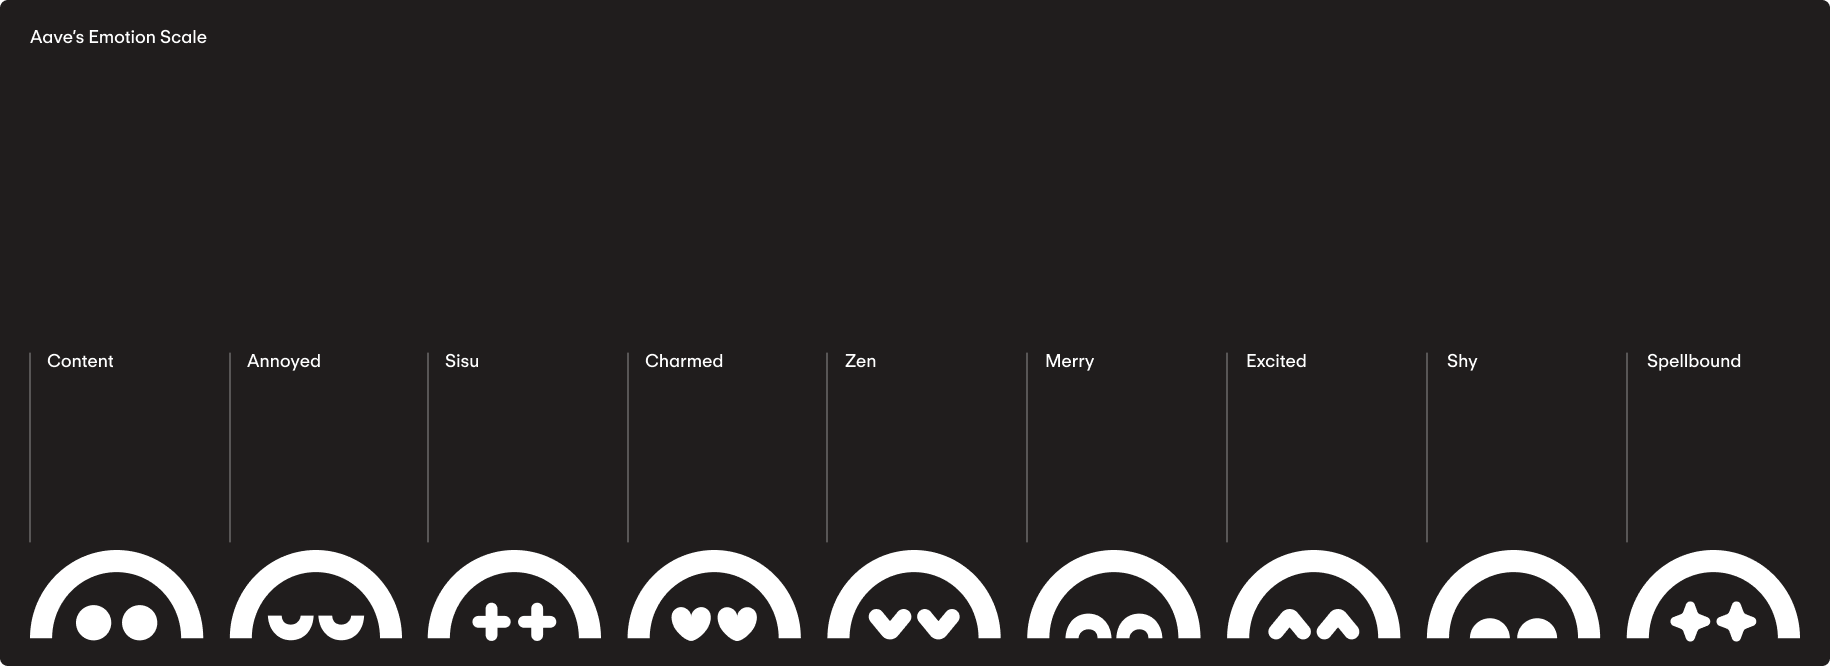 Aave's Emotion Scale
Content
Annoyed
Sisu
Charmed
Zen
Merry
Excited
Shy
Spellbound